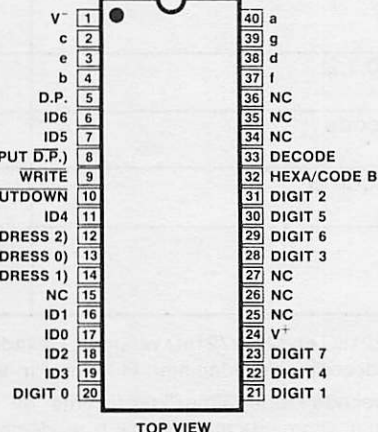 V⁻ 1 40 a
c 2 39 g
e 3 38 d
b 4 37 f
D.P. 5 36 NC
ID6 6 35 NC
ID5 7 34 NC
PUT D.P.) 8 33 DECODE
WRITE 9 32 HEXA/CODE B
UTDOWN 10 31 DIGIT 2
ID4 11 30 DIGIT 5
DRESS 2) 12 29 DIGIT 6
DRESS 0) 13 28 DIGIT 3
DRESS 1) 14 27 NC
NC 15 26 NC
ID1 16 25 NC
ID0 17 24 V⁺
ID2 18 23 DIGIT 7
ID3 19 22 DIGIT 4
DIGIT 0 20 21 DIGIT 1
TOP VIEW